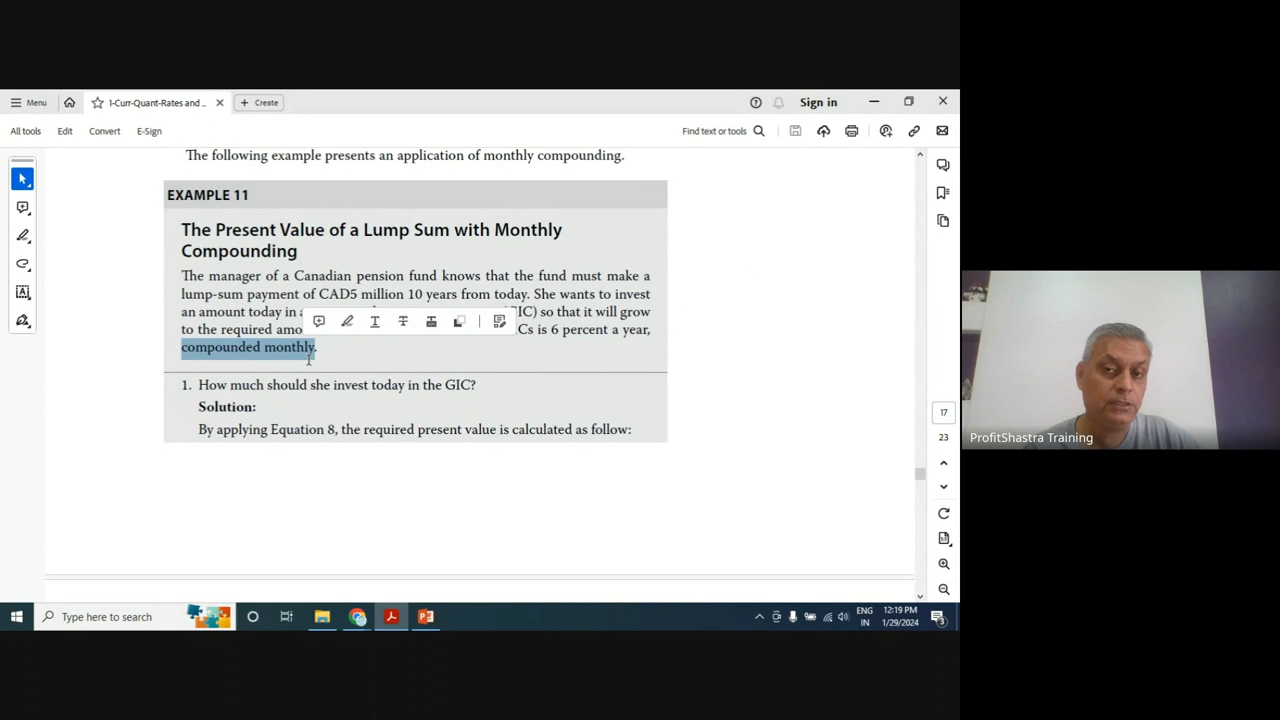 Menu
1-Curr-Quant-Rates and ...
Create
Sign in
All tools Edit Convert E-Sign
Find text or tools
The following example presents an application of monthly compounding.
EXAMPLE 11
The Present Value of a Lump Sum with Monthly
Compounding
The manager of a Canadian pension fund knows that the fund must make a
lump-sum payment of CAD5 million 10 years from today. She wants to invest
an amount today in a IC) so that it will grow
to the required amo Cs is 6 percent a year,
compounded monthly.
1. How much should she invest today in the GIC?
Solution:
By applying Equation 8, the required present value is calculated as follow:
17
23
ProfitShastra Training
Type here to search
ENG
IN
12:19 PM
1/29/2024
3